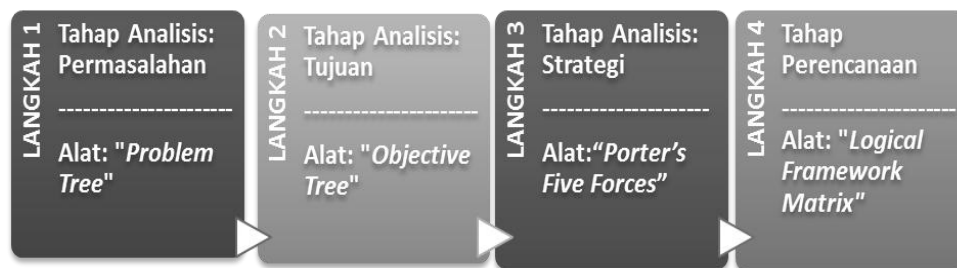 LANGKAH 1
Tahap Analisis:
Permasalahan
----------------------
Alat: "Problem
Tree"
LANGKAH 2
Tahap Analisis:
Tujuan
----------------------
Alat: "Objective
Tree"
LANGKAH 3
Tahap Analisis:
Strategi
---------------------
Alat:“Porter’s
Five Forces”
LANGKAH 4
Tahap
Perencanaan
----------------------
Alat: "Logical
Framework
Matrix"